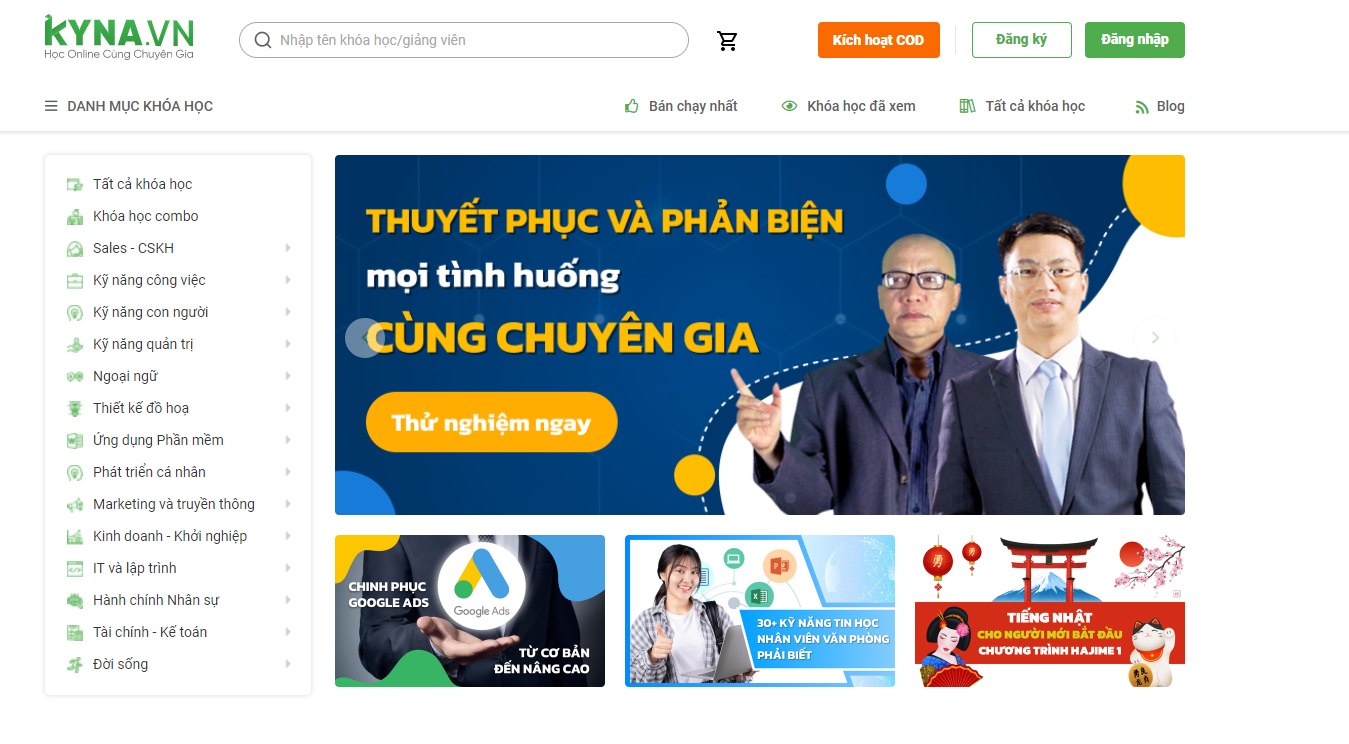 KYNA.VN
Học Online Cùng Chuyên Gia
Nhập tên khóa học/giảng viên
Kích hoạt COD
Đăng ký
Đăng nhập
DANH MỤC KHÓA HỌC
Bán chạy nhất
Khóa học đã xem
Tất cả khóa học
Blog
Tất cả khóa học
Khóa học combo
Sales - CSKH
Kỹ năng công việc
Kỹ năng con người
Kỹ năng quản trị
Ngoại ngữ
Thiết kế đồ hoạ
Ứng dụng Phần mềm
Phát triển cá nhân
Marketing và truyền thông
Kinh doanh - Khởi nghiệp
IT và lập trình
Hành chính Nhân sự
Tài chính - Kế toán
Đời sống
THUYẾT PHỤC VÀ PHẢN BIỆN
mọi tình huống
CÙNG CHUYÊN GIA
Thử nghiệm ngay
CHINH PHỤC
GOOGLE ADS
Google Ads
TỪ CƠ BẢN
ĐẾN NÂNG CAO
30+ KỸ NĂNG TIN HỌC
NHÂN VIÊN VĂN PHÒNG
PHẢI BIẾT
TIẾNG NHẬT
CHO NGƯỜI MỚI BẮT ĐẦU
CHƯƠNG TRÌNH HAJIME 1